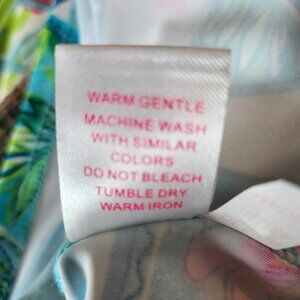 WARM GENTLE
MACHINE WASH
WITH SIMILAR
COLORS
DO NOT BLEACH
TUMBLE DRY
WARM IRON